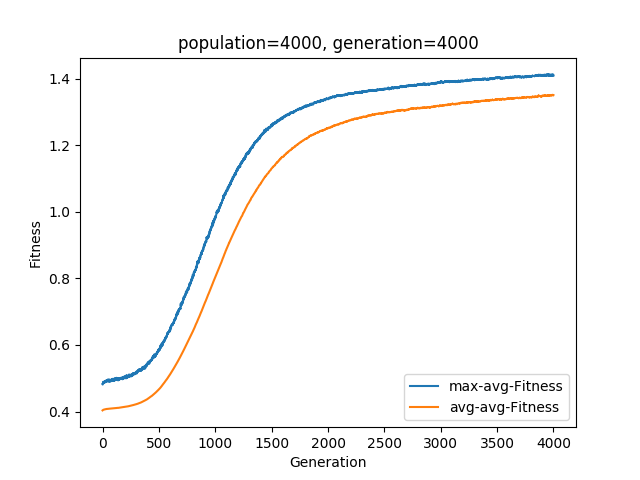 population=4000, generation=4000
Fitness
1.4
1.2
1.0
0.8
0.6
0.4
max-avg-Fitness
avg-avg-Fitness
0 500 1000 1500 2000 2500 3000 3500 4000
Generation